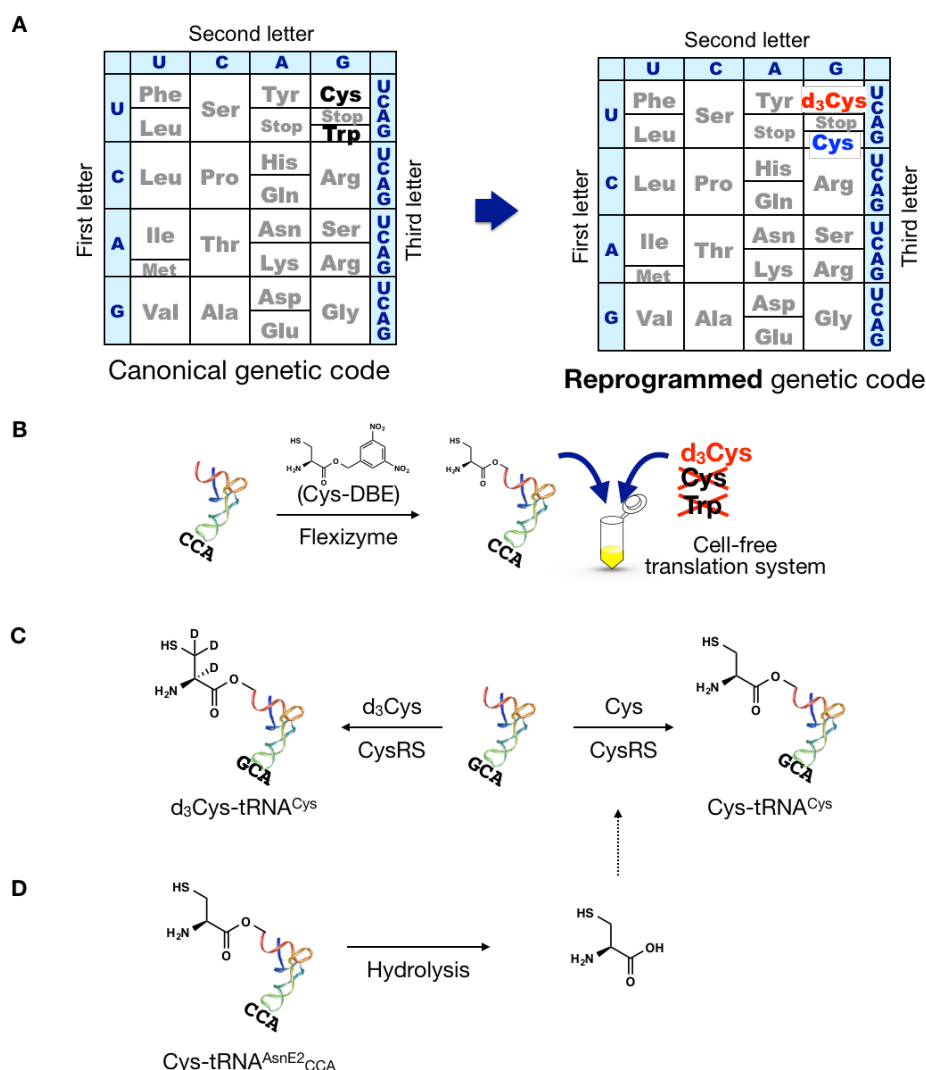 A
Second letter
U C A G
U Phe Ser Tyr Cys U
Leu Stop Stop C
Trp A
G
C Leu Pro His Arg U
Gln C
A
G
A Ile Thr Asn Ser U
Met Lys Arg C
A
G
G Val Ala Asp Gly U
Glu C
A
G
First letter
Third letter
Canonical genetic code
Second letter
U C A G
U Phe Ser Tyr d₃Cys U
Leu Stop Stop C
Cys A
G
C Leu Pro His Arg U
Gln C
A
G
A Ile Thr Asn Ser U
Met Lys Arg C
A
G
G Val Ala Asp Gly U
Glu C
A
G
First letter
Third letter
Reprogrammed genetic code
B
CCA
HS
H₂N
O
O
NO₂
NO₂
(Cys-DBE)
Flexizyme
HS
H₂N
O
O
CCA
d₃Cys
Cys
Trp
Cell-free
translation system
C
HS
D
D
D
H₂N
O
O
GCA
d₃Cys-tRNAᶜʸˢ
d₃Cys
CysRS
GCA
Cys
CysRS
HS
H₂N
O
O
GCA
Cys-tRNAᶜʸˢ
D
HS
H₂N
O
O
CCA
Cys-tRNAᴬˢⁿᴱ²CCA
Hydrolysis
HS
H₂N
OH
O